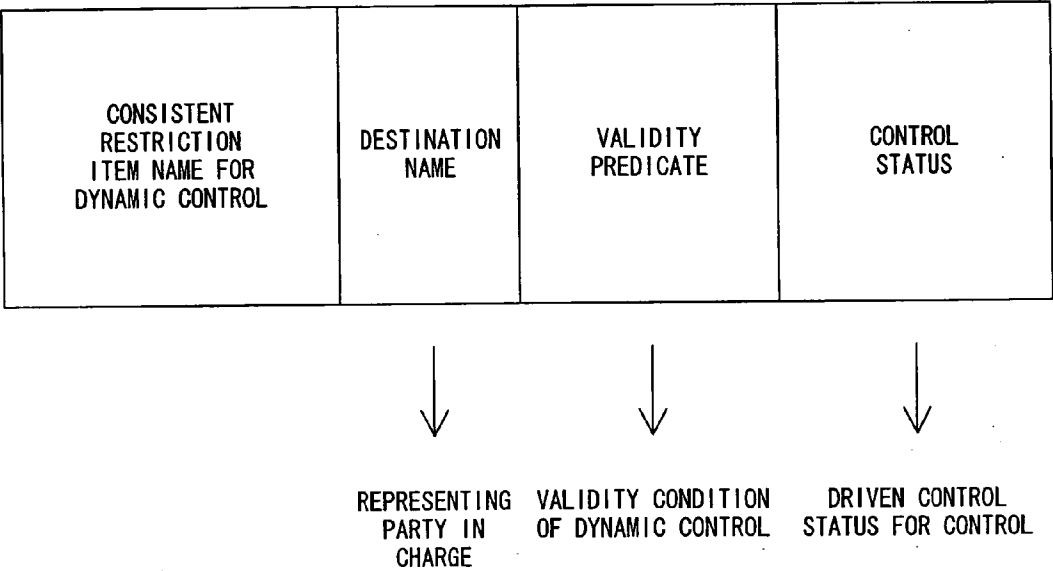 CONSISTENT
RESTRICTION
ITEM NAME FOR
DYNAMIC CONTROL
DESTINATION
NAME
VALIDITY
PREDICATE
CONTROL
STATUS
REPRESENTING
PARTY IN
CHARGE
VALIDITY CONDITION
OF DYNAMIC CONTROL
DRIVEN CONTROL
STATUS FOR CONTROL